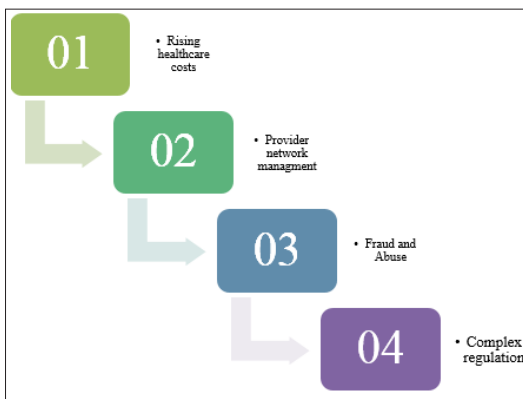 01
• Rising
healthcare
costs
02
• Provider
network
managment
03
• Fraud and
Abuse
04
• Complex
regulation